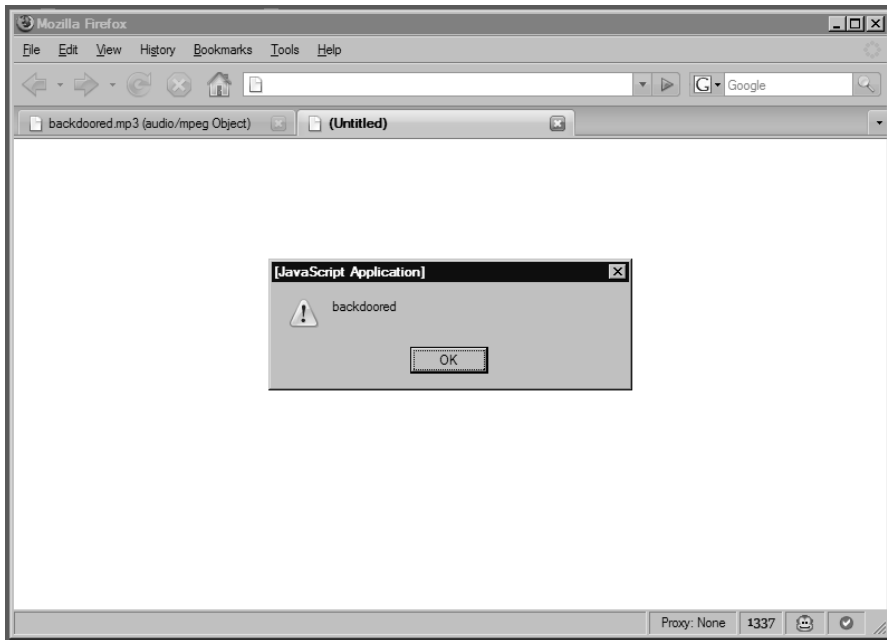 Mozilla Firefox
File Edit View History Bookmarks Tools Help
G Google
backdoored.mp3 (audio/mpeg Object) (Untitled)
[JavaScript Application]
backdoored
OK
Proxy: None 1337